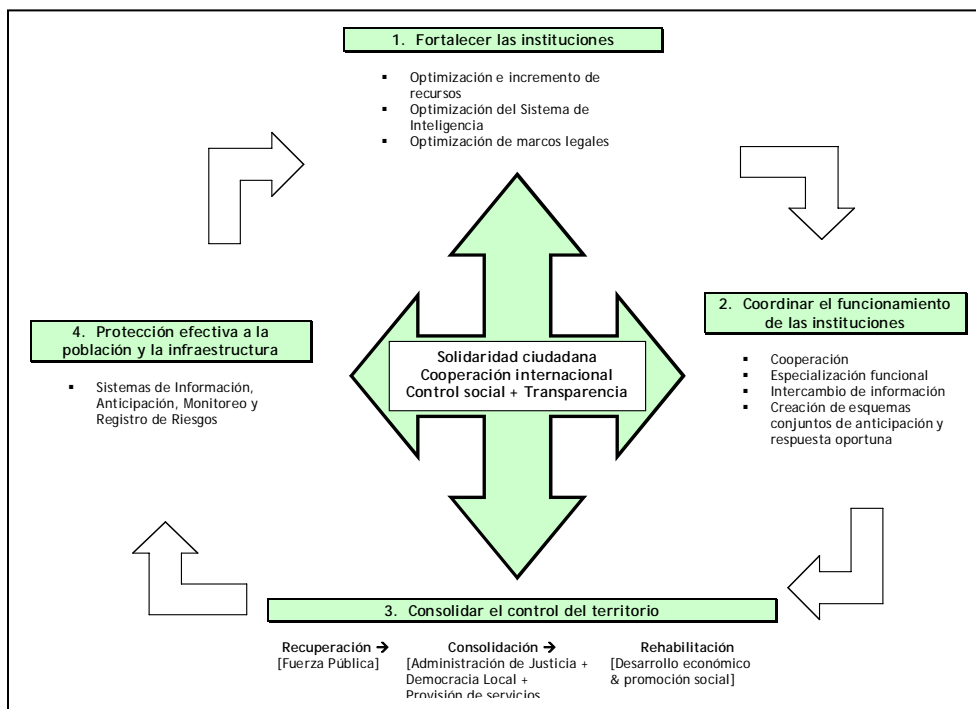 1. Fortalecer las instituciones
▪ Optimización e incremento de
recursos
▪ Optimización del Sistema de
Inteligencia
▪ Optimización de marcos legales
2. Coordinar el funcionamiento
de las instituciones
▪ Cooperación
▪ Especialización funcional
▪ Intercambio de información
▪ Creación de esquemas
conjuntos de anticipación y
respuesta oportuna
4. Protección efectiva a la
población y la infraestructura
▪ Sistemas de Información,
Anticipación, Monitoreo y
Registro de Riesgos
Solidaridad ciudadana
Cooperación internacional
Control social + Transparencia
3. Consolidar el control del territorio
Recuperación →
[Fuerza Pública]
Consolidación →
[Administración de Justicia +
Democracia Local +
Provisión de servicios
Rehabilitación
[Desarrollo económico
& promoción social]